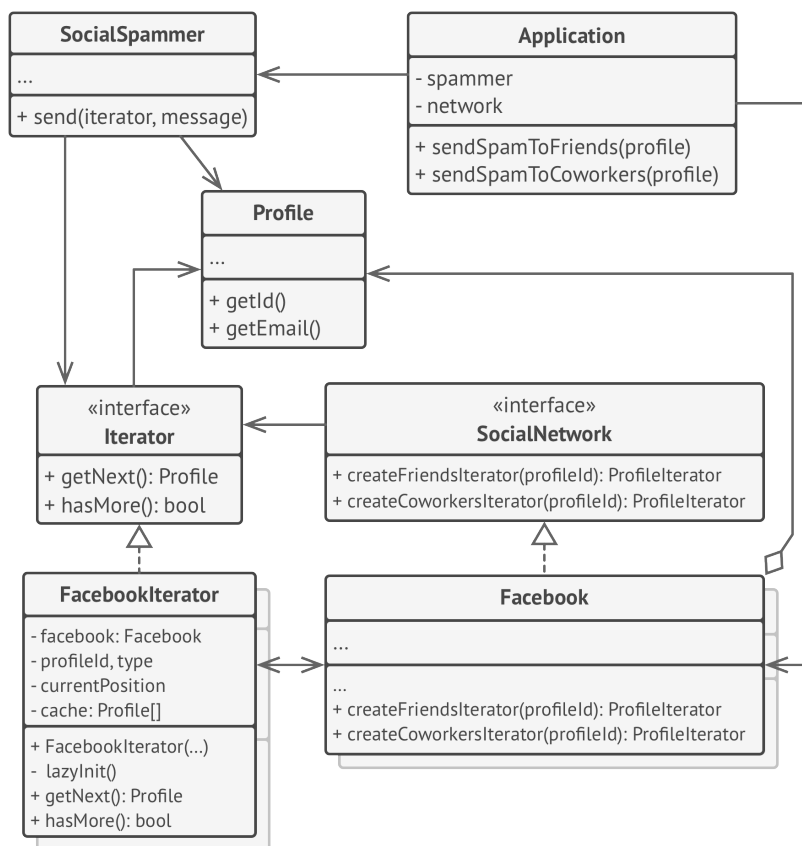 SocialSpammer
...
+ send(iterator, message)
Application
- spammer
- network
+ sendSpamToFriends(profile)
+ sendSpamToCoworkers(profile)
Profile
...
+ getId()
+ getEmail()
«interface»
Iterator
+ getNext(): Profile
+ hasMore(): bool
«interface»
SocialNetwork
+ createFriendsIterator(profileId): ProfileIterator
+ createCoworkersIterator(profileId): ProfileIterator
FacebookIterator
- facebook: Facebook
- profileId, type
- currentPosition
- cache: Profile[]
+ FacebookIterator(...)
- lazyInit()
+ getNext(): Profile
+ hasMore(): bool
Facebook
...
...
+ createFriendsIterator(profileId): ProfileIterator
+ createCoworkersIterator(profileId): ProfileIterator